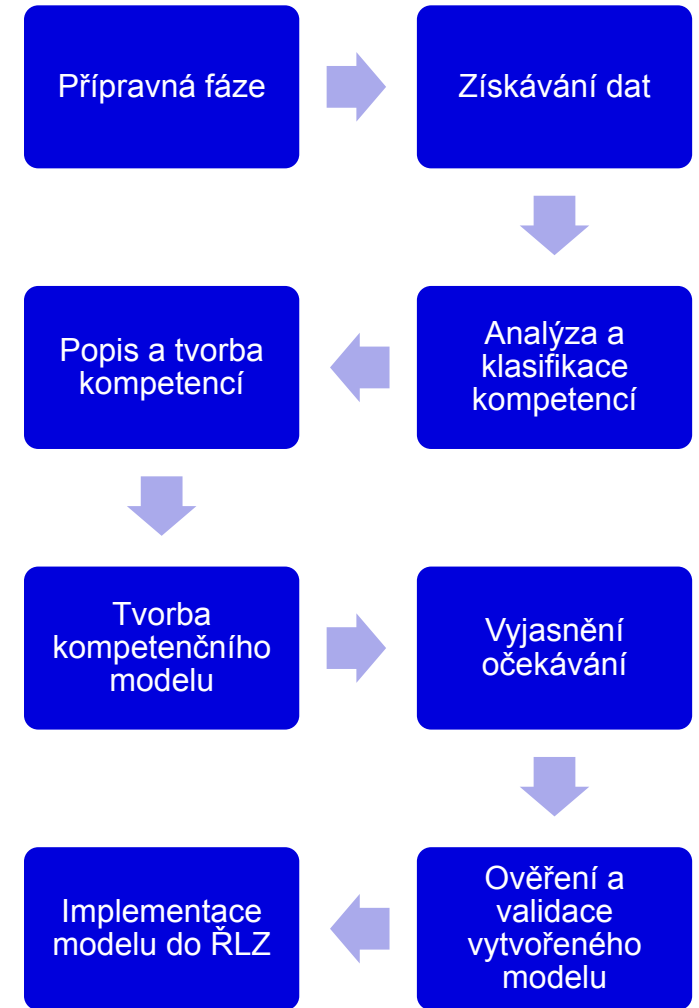 Přípravná fáze
Získávání dat
Analýza a
klasifikace
kompetencí
Popis a tvorba
kompetencí
Tvorba
kompetenčního
modelu
Vyjasnění
očekávání
Ověření a
validace
vytvořeného
modelu
Implementace
modelu do ŘLZ